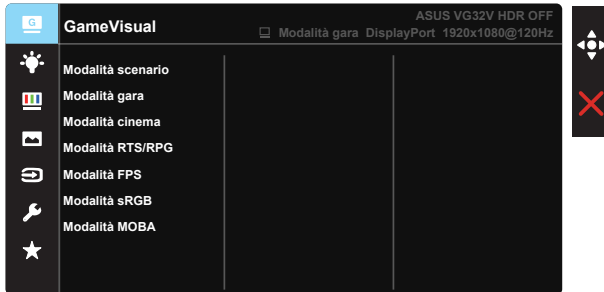 G
GameVisual
ASUS VG32V HDR OFF
Modalità gara DisplayPort 1920x1080@120Hz
Modalità scenario
Modalità gara
Modalità cinema
Modalità RTS/RPG
Modalità FPS
Modalità sRGB
Modalità MOBA